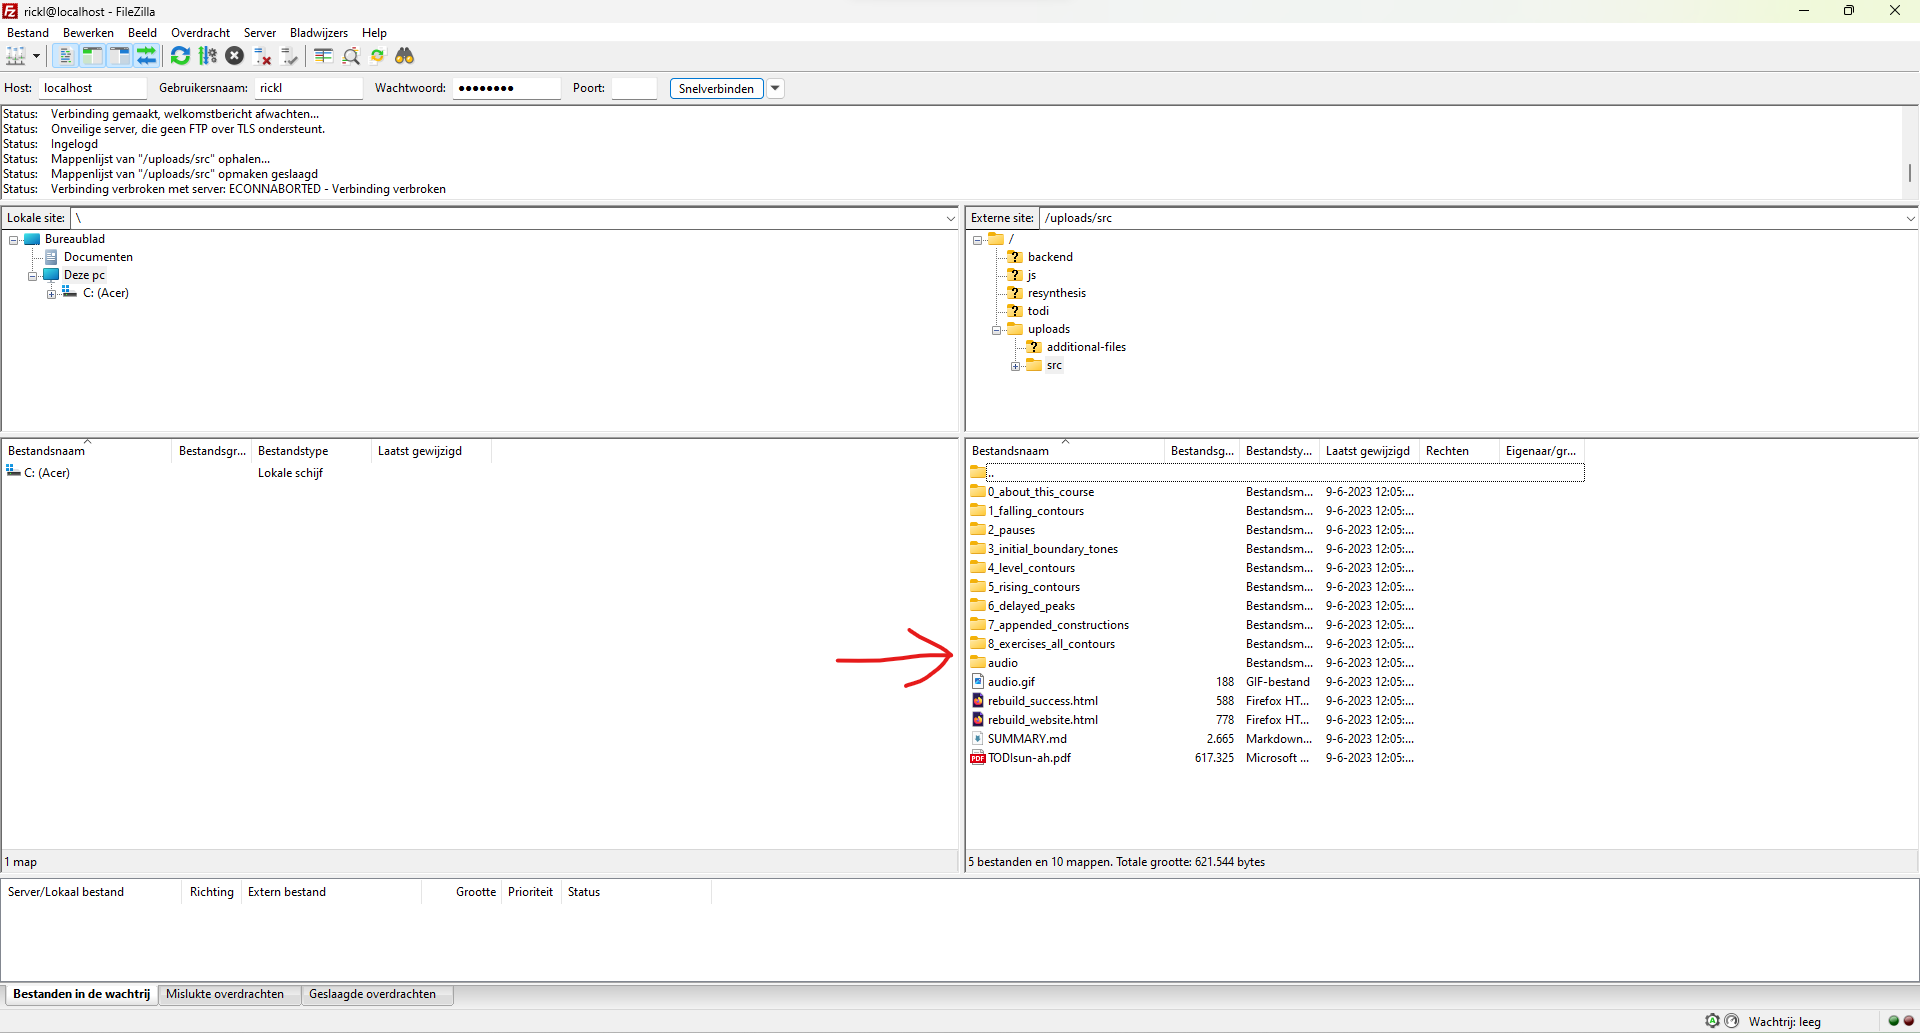 rickl@localhost - FileZilla
Bestand Bewerken Beeld Overdracht Server Bladwijzers Help
Host: localhost Gebruikersnaam: rickl Wachtwoord: ●●●●●●●● Poort: Snelverbinden
Status: Verbinding gemaakt, welkomstbericht afwachten...
Status: Onveilige server, die geen FTP over TLS ondersteunt.
Status: Ingelogd
Status: Mappenlijst van "/uploads/src" ophalen...
Status: Mappenlijst van "/uploads/src" opmaken geslaagd
Status: Verbinding verbroken met server: ECONNABORTED - Verbinding verbroken
Lokale site: \
Bureaublad
Documenten
Deze pc
C: (Acer)
Externe site: /uploads/src
/
? backend
? js
? resynthesis
? todi
uploads
? additional-files
src
Bestandsnaam Bestandsgr... Bestandstype Laatst gewijzigd
C: (Acer) Lokale schijf
1 map
Bestandsnaam Bestandsg... Bestandsty... Laatst gewijzigd Rechten Eigenaar/gr...
..
0_about_this_course Bestandsm... 9-6-2023 12:05:...
1_falling_contours Bestandsm... 9-6-2023 12:05:...
2_pauses Bestandsm... 9-6-2023 12:05:...
3_initial_boundary_tones Bestandsm... 9-6-2023 12:05:...
4_level_contours Bestandsm... 9-6-2023 12:05:...
5_rising_contours Bestandsm... 9-6-2023 12:05:...
6_delayed_peaks Bestandsm... 9-6-2023 12:05:...
7_appended_constructions Bestandsm... 9-6-2023 12:05:...
8_exercises_all_contours Bestandsm... 9-6-2023 12:05:...
audio Bestandsm... 9-6-2023 12:05:...
audio.gif 188 GIF-bestand 9-6-2023 12:05:...
rebuild_success.html 588 Firefox HT... 9-6-2023 12:05:...
rebuild_website.html 778 Firefox HT... 9-6-2023 12:05:...
SUMMARY.md 2.665 Markdown... 9-6-2023 12:05:...
PDF TODIsun-ah.pdf 617.325 Microsoft ... 9-6-2023 12:05:...
5 bestanden en 10 mappen. Totale grootte: 621.544 bytes
Server/Lokaal bestand Richting Extern bestand Grootte Prioriteit Status
Bestanden in de wachtrij Mislukte overdrachten Geslaagde overdrachten
Wachtrij: leeg